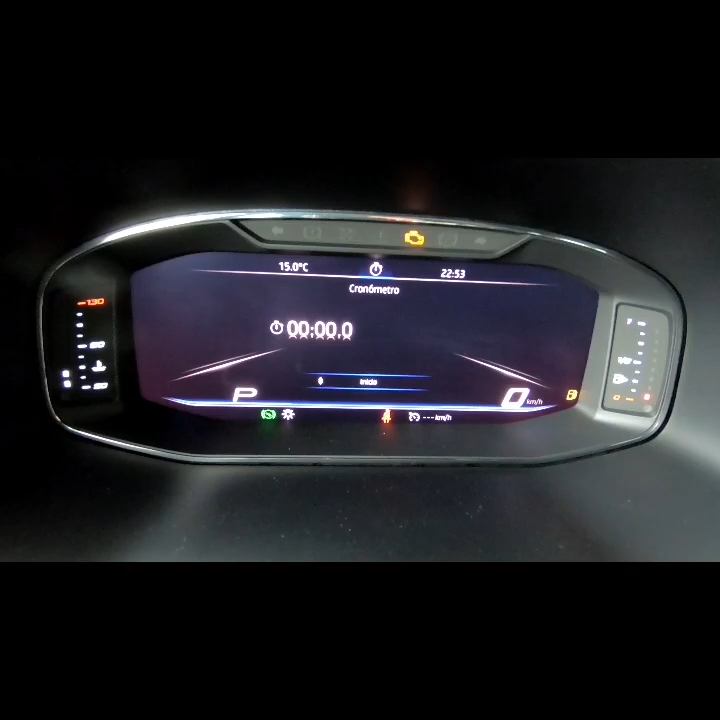 15.0°C 22:53
Cronómetro
130
00:00.0
Inicio
P 0 km/h
--- km/h